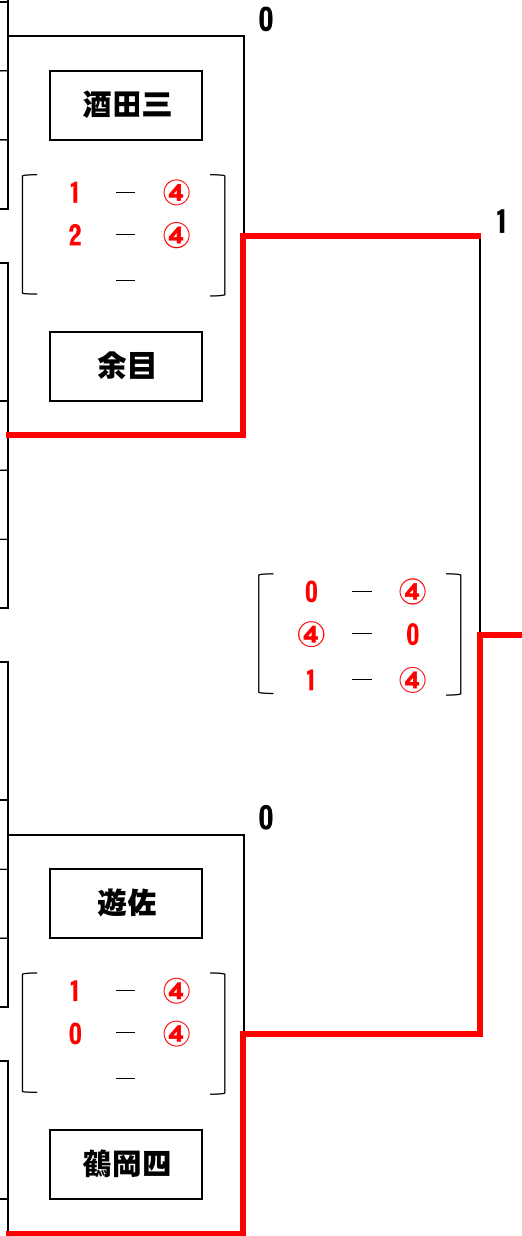 0
酒田三
1 — ④
2 — ④
—
1
余目
0 — ④
④ — 0
1 — ④
0
遊佐
1 — ④
0 — ④
—
鶴岡四